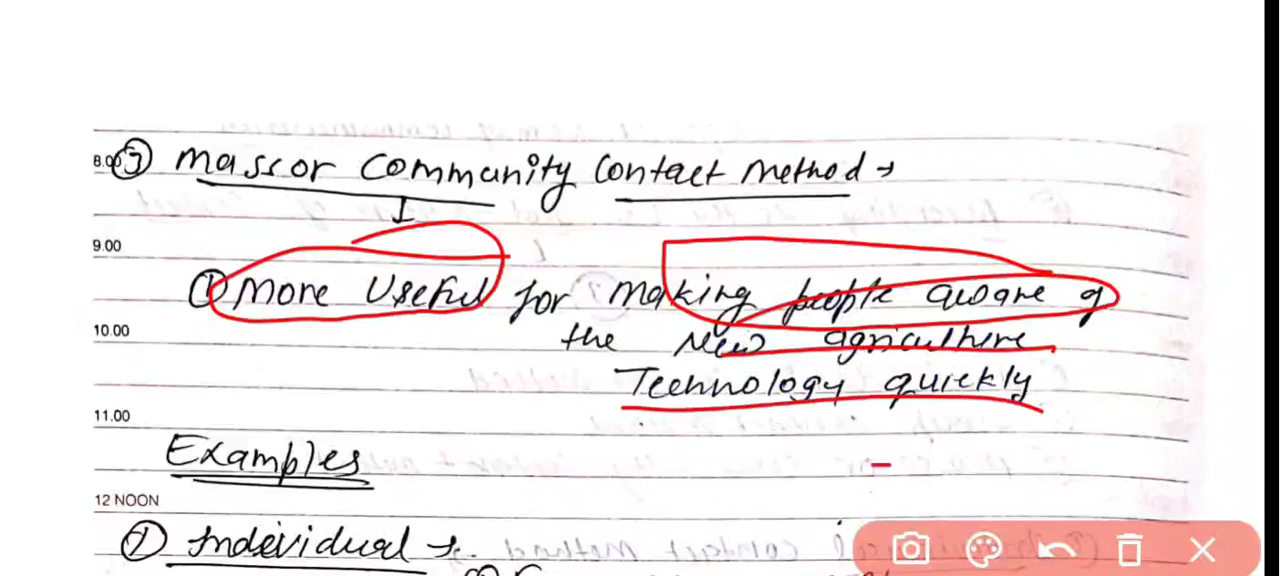 8.00 ③ Mass or Community Contact Method →
9.00
① More Useful for making people aware of
10.00
the New agriculture
Technology quickly
11.00
Examples
12 NOON
① Individual